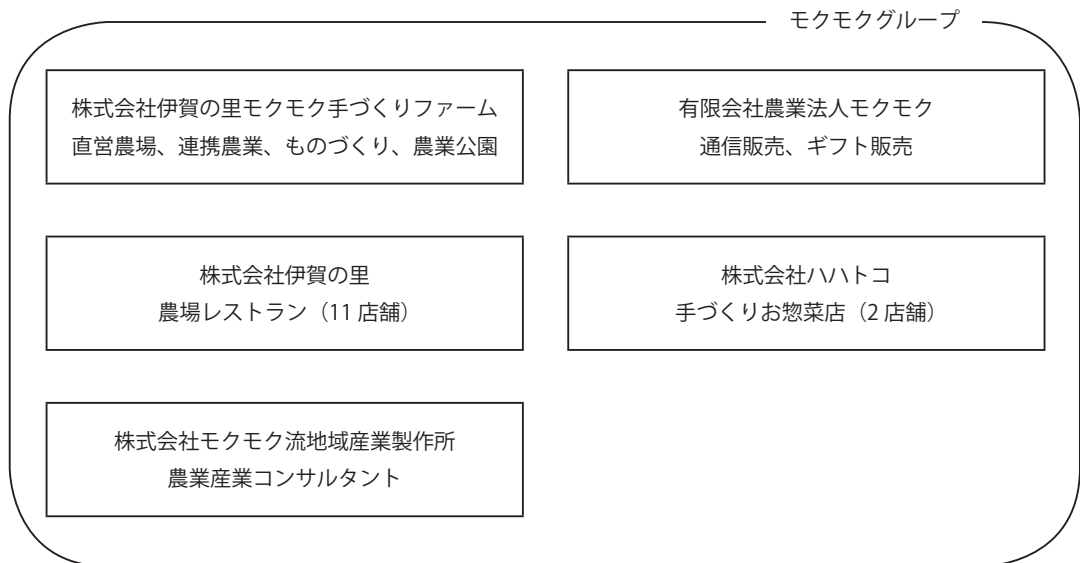 モクモクグループ
株式会社伊賀の里モクモク手づくりファーム
直営農場、連携農業、ものづくり、農業公園
有限会社農業法人モクモク
通信販売、ギフト販売
株式会社伊賀の里
農場レストラン（11 店舗）
株式会社ハハトコ
手づくりお惣菜店（2 店舗）
株式会社モクモク流地域産業製作所
農業産業コンサルタント